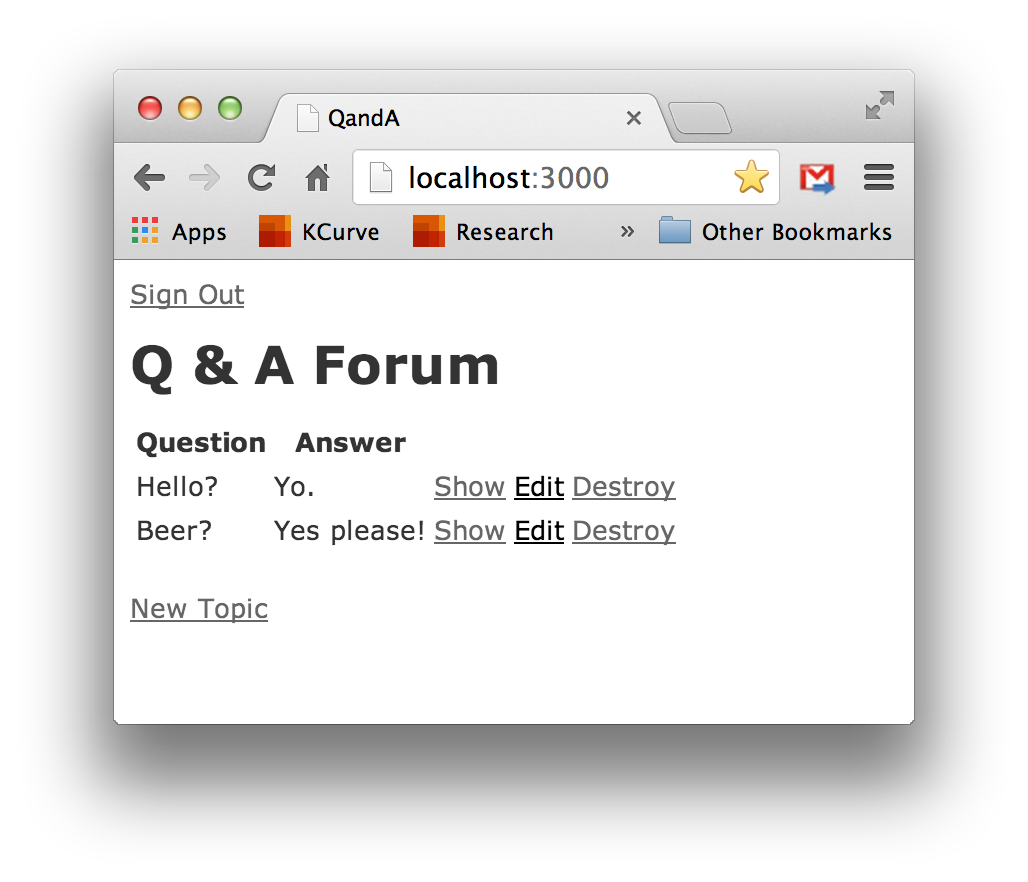 QandA
localhost:3000
Apps KCurve Research » Other Bookmarks
Sign Out
Q & A Forum
Question Answer
Hello? Yo. Show Edit Destroy
Beer? Yes please! Show Edit Destroy
New Topic